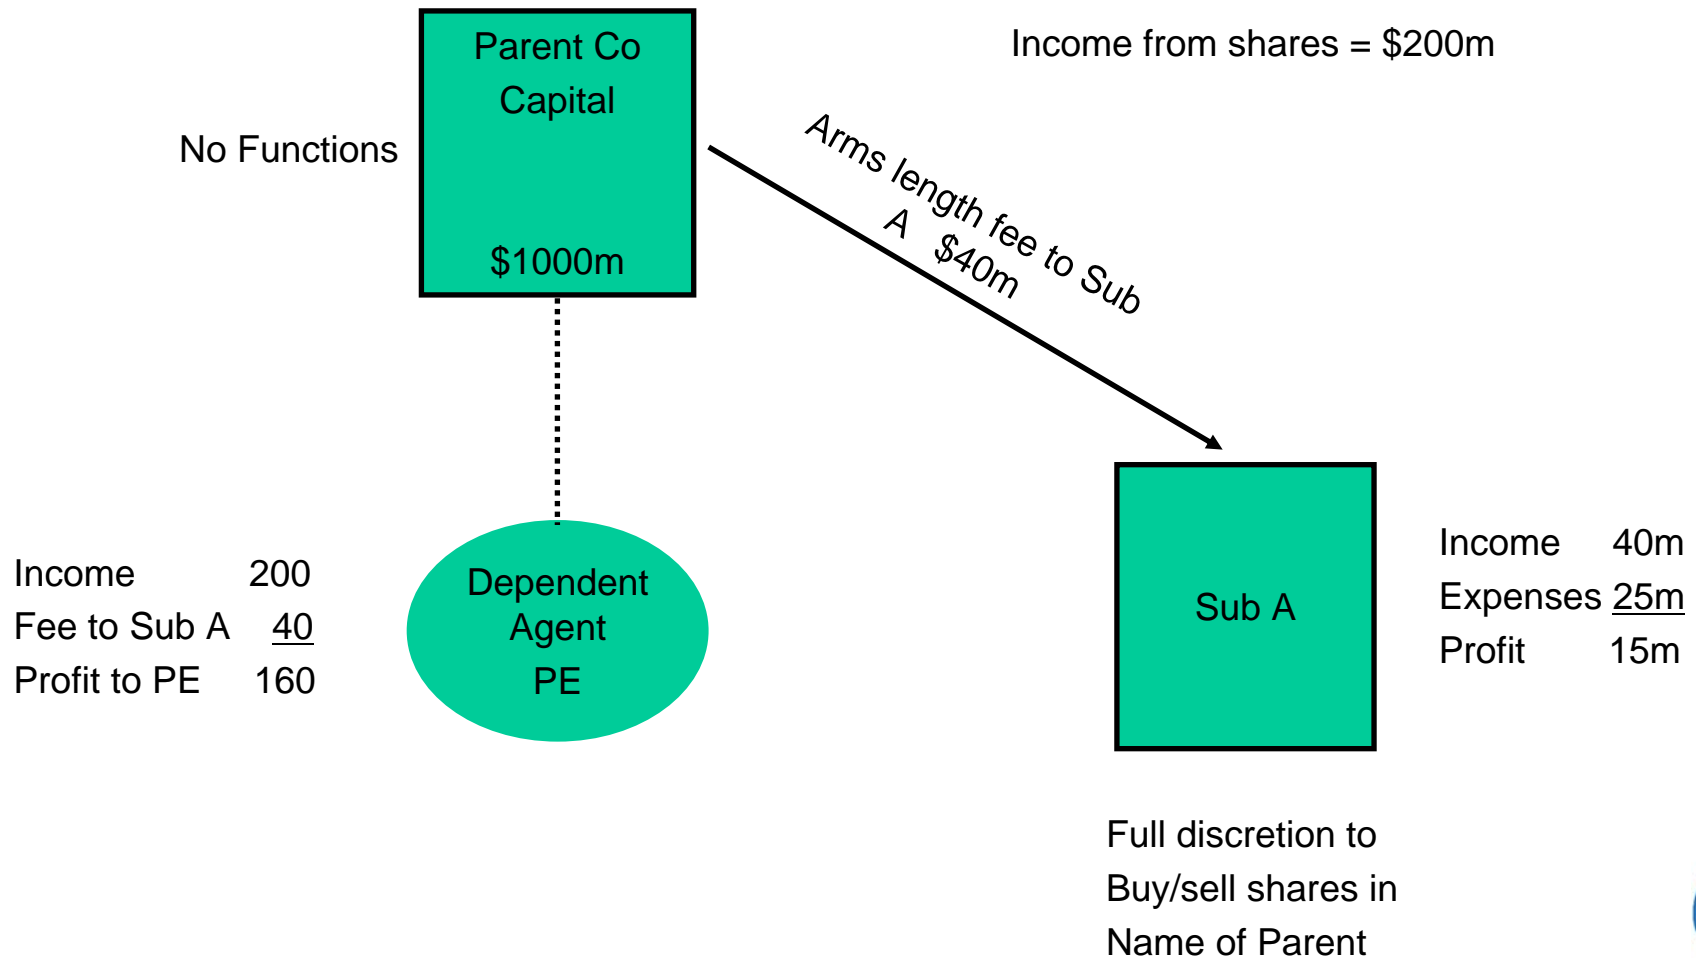 Parent Co
Capital
$1000m
Income from shares = $200m
No Functions
Arms length fee to Sub
A $40m
Income 200
Fee to Sub A 40
Profit to PE 160
Dependent
Agent
PE
Sub A
Income 40m
Expenses 25m
Profit 15m
Full discretion to
Buy/sell shares in
Name of Parent